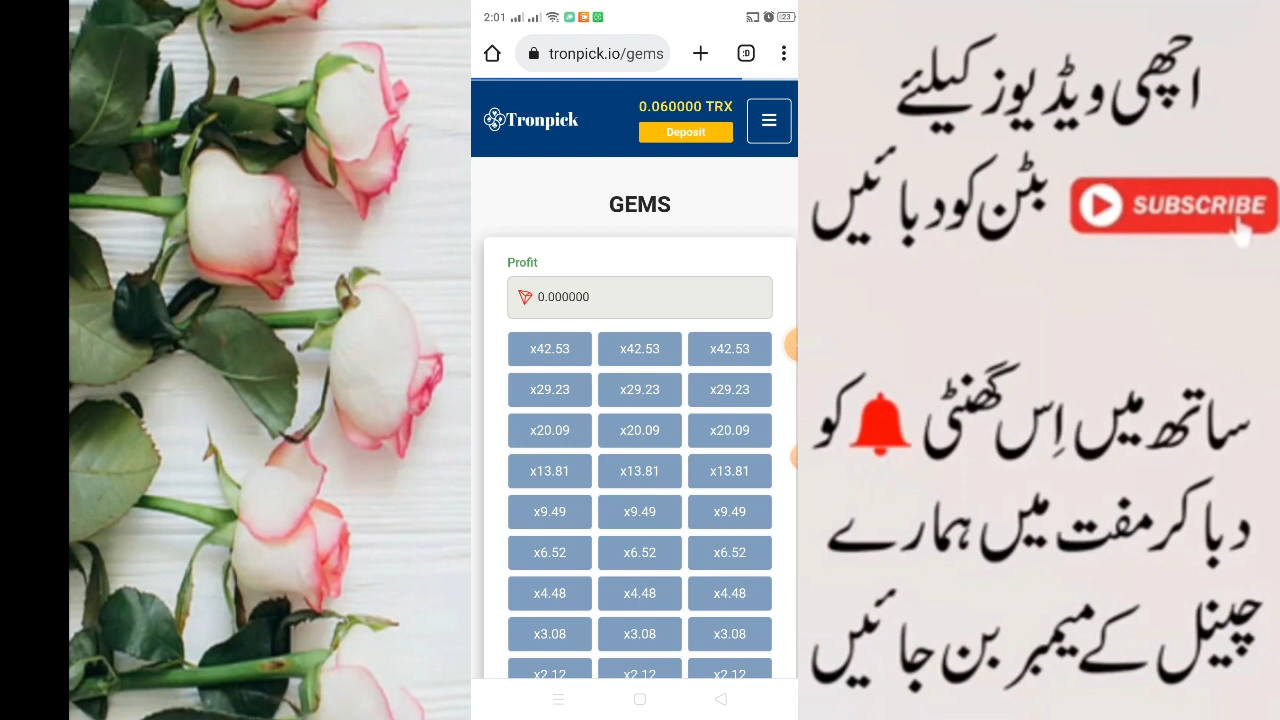 2:01
23
tronpick.io/gems
:D
Tronpick
0.060000 TRX
Deposit
GEMS
Profit
0.000000
x42.53 x42.53 x42.53
x29.23 x29.23 x29.23
x20.09 x20.09 x20.09
x13.81 x13.81 x13.81
x9.49 x9.49 x9.49
x6.52 x6.52 x6.52
x4.48 x4.48 x4.48
x3.08 x3.08 x3.08
x2.12 x2.12 x2.12
اچھی ویڈیوز کیلئے
بٹن کو دبائیں
SUBSCRIBE
ساتھ میں اِس گھنٹی کو
دبا کر مفت میں ہمارے
چینل کے میمبر بن جائیں